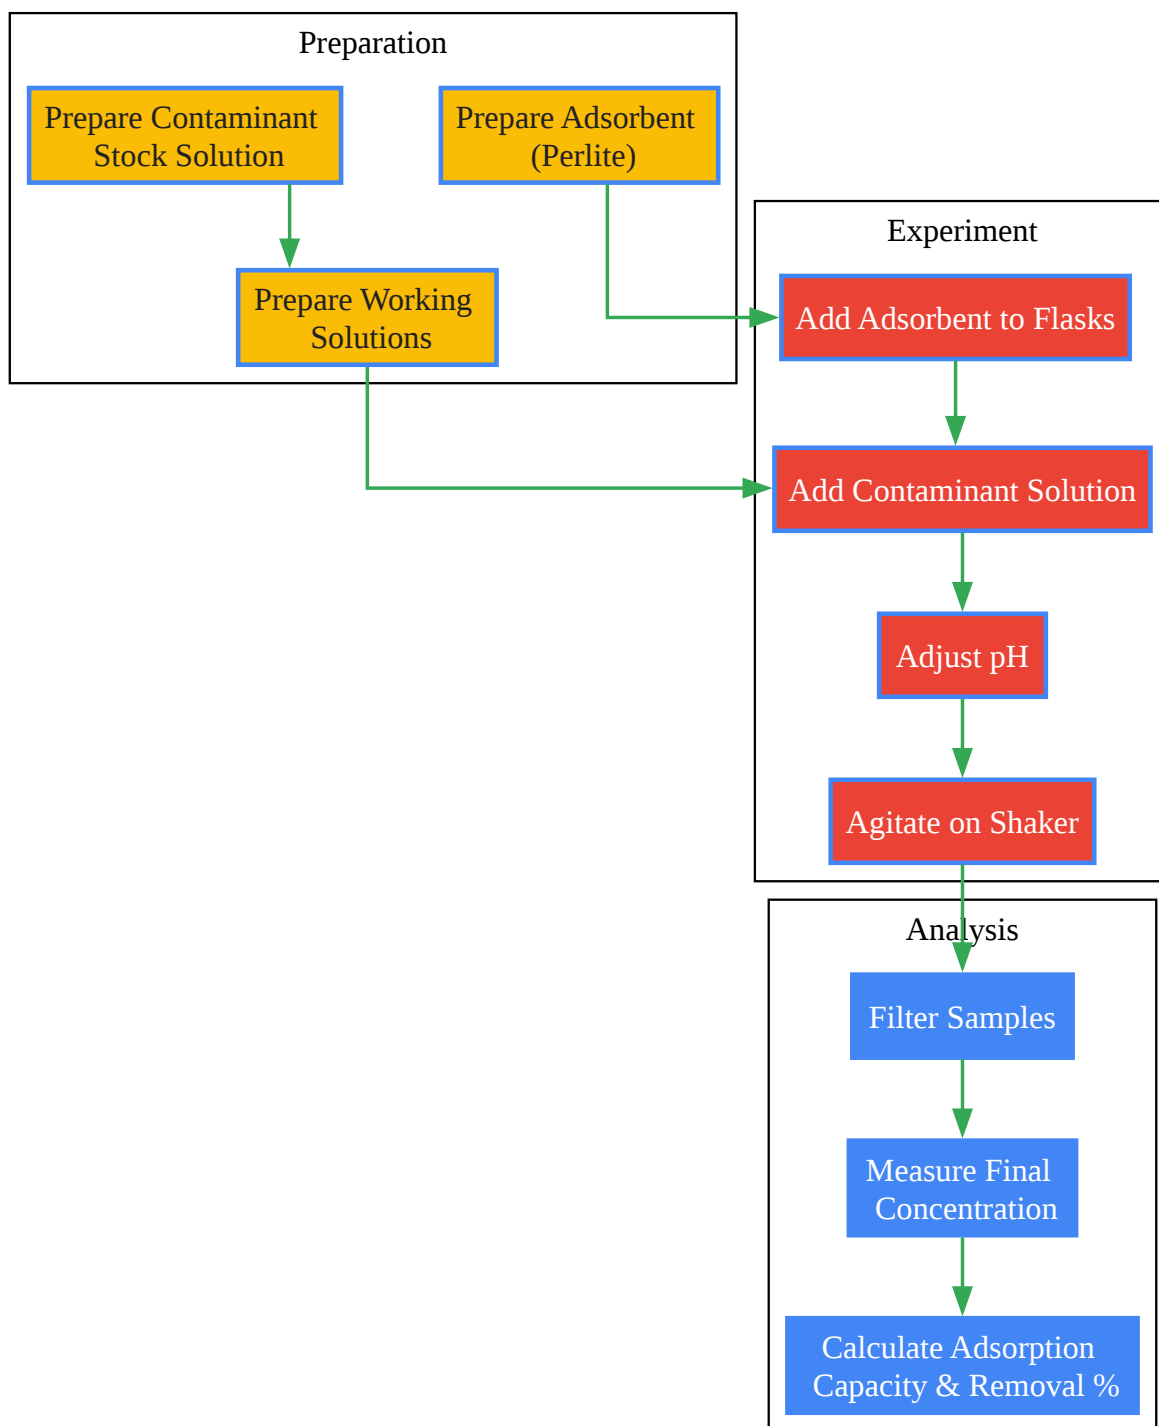 Preparation
Prepare Contaminant
Stock Solution
Prepare Adsorbent
(Perlite)
Prepare Working
Solutions
Experiment
Add Adsorbent to Flasks
Add Contaminant Solution
Adjust pH
Agitate on Shaker
Analysis
Filter Samples
Measure Final
Concentration
Calculate Adsorption
Capacity & Removal %